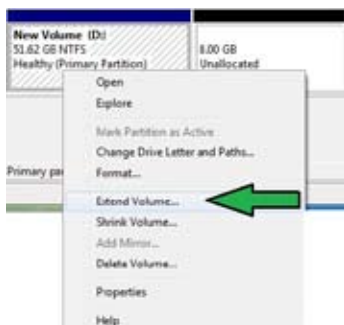 New Volume (D:)
51.62 GB NTFS
Healthy (Primary Partition)
8.00 GB
Unallocated
Open
Explore
Mark Partition as Active
Change Drive Letter and Paths...
Format...
Extend Volume...
Shrink Volume...
Add Mirror...
Delete Volume...
Properties
Help
Primary pa